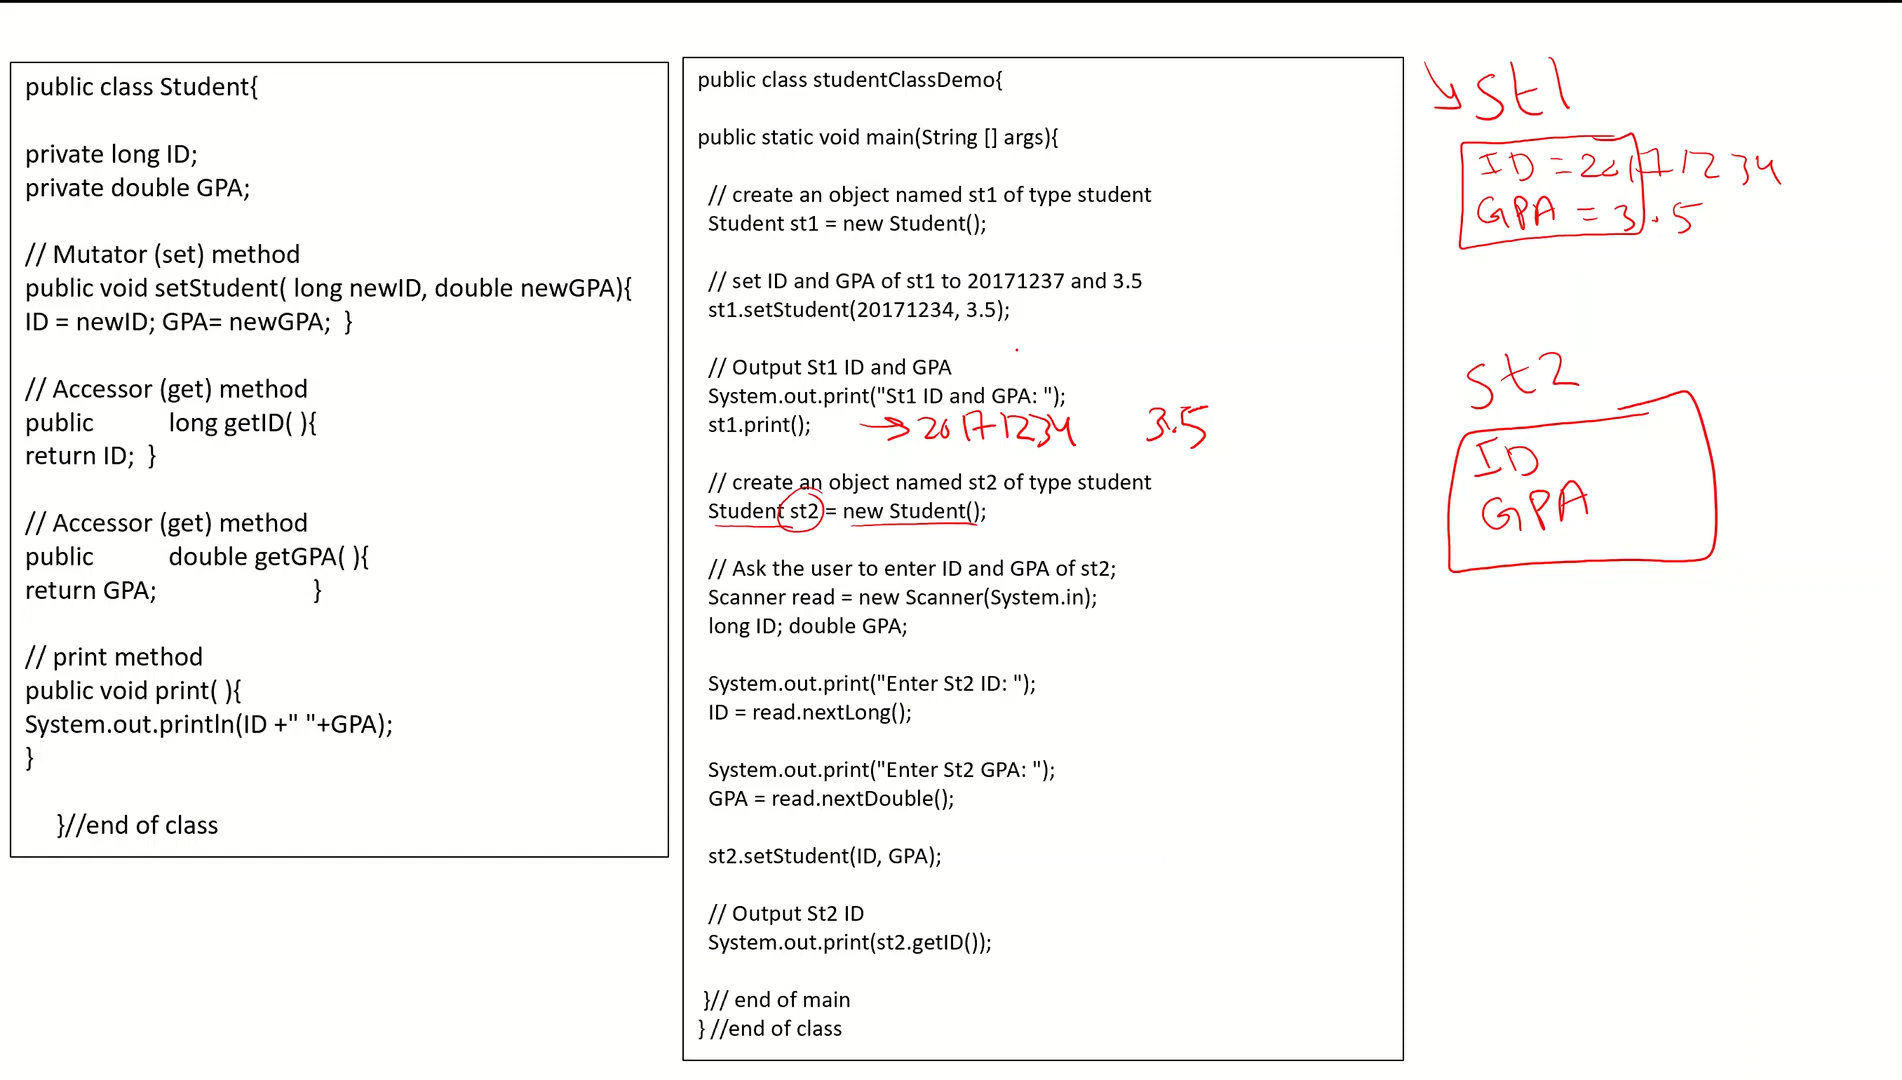 public class Student{
private long ID;
private double GPA;
// Mutator (set) method
public void setStudent( long newID, double newGPA){
ID = newID; GPA= newGPA;  }
// Accessor (get) method
public long getID( ){
return ID;  }
// Accessor (get) method
public double getGPA( ){
return GPA; }
// print method
public void print( ){
System.out.println(ID +" "+GPA);
}
}//end of class
public class studentClassDemo{
public static void main(String [] args){
// create an object named st1 of type student
Student st1 = new Student();
// set ID and GPA of st1 to 20171237 and 3.5
st1.setStudent(20171234, 3.5);
// Output St1 ID and GPA
System.out.print("St1 ID and GPA: ");
st1.print(); → 20171234 3.5
// create an object named st2 of type student
Student st2 = new Student();
// Ask the user to enter ID and GPA of st2;
Scanner read = new Scanner(System.in);
long ID; double GPA;
System.out.print("Enter St2 ID: ");
ID = read.nextLong();
System.out.print("Enter St2 GPA: ");
GPA = read.nextDouble();
st2.setStudent(ID, GPA);
// Output St2 ID
System.out.print(st2.getID());
}// end of main
} //end of class
st1
ID = 20171234
GPA = 3.5
st2
ID
GPA